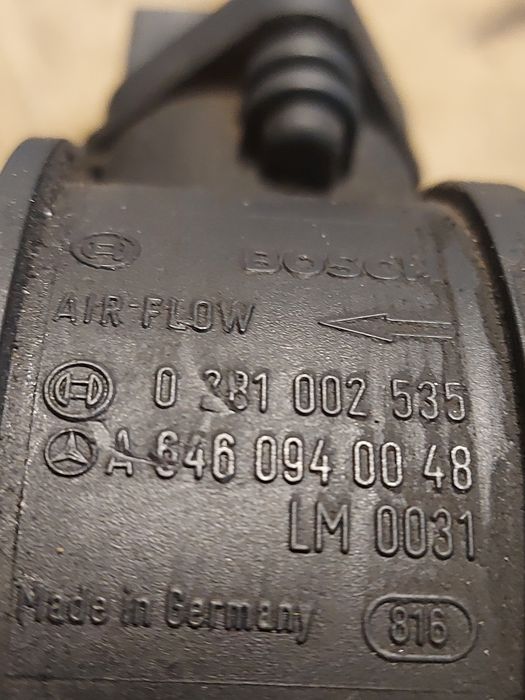 BOSCH
AIR-FLOW
0 281 002 535
A 646 094 00 48
LM 0031
Made in Germany 816